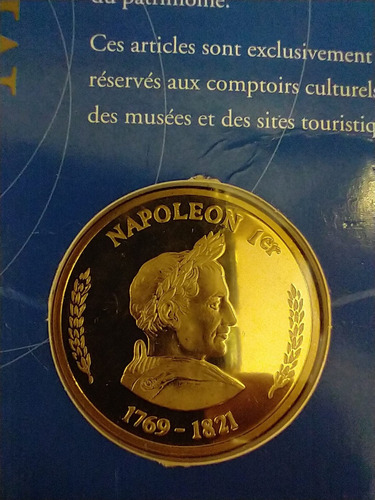 du patrimoine.
Ces articles sont exclusivement
réservés aux comptoirs culturels
des musées et des sites touristiq
NAPOLEON 1er
1769 - 1821